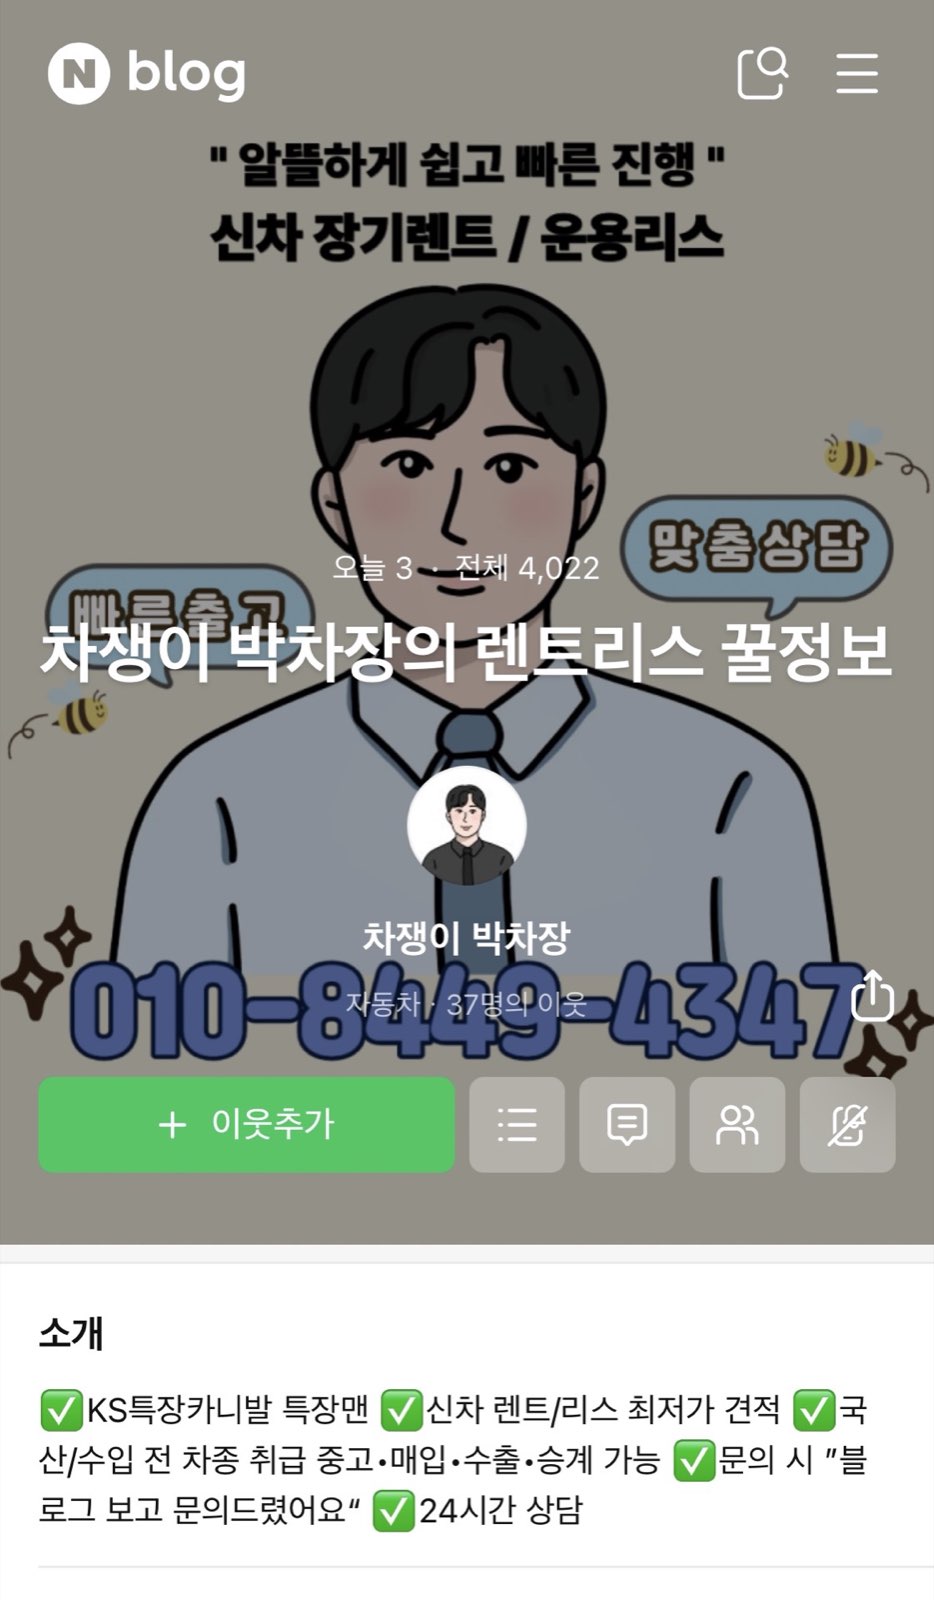 N blog
" 알뜰하게 쉽고 빠른 진행 "
신차 장기렌트 / 운용리스
맞춤상담
오늘 3 · 전체 4,022
빠른출고
차쟁이 박차장의 렌트리스 꿀정보
차쟁이 박차장
010-8449-4347
자동차 · 37명의 이웃
+ 이웃추가
소개
✅KS특장카니발 특장맨 ✅신차 렌트/리스 최저가 견적 ✅국
산/수입 전 차종 취급 중고•매입•수출•승계 가능 ✅문의 시 ”블
로그 보고 문의드렸어요“ ✅24시간 상담